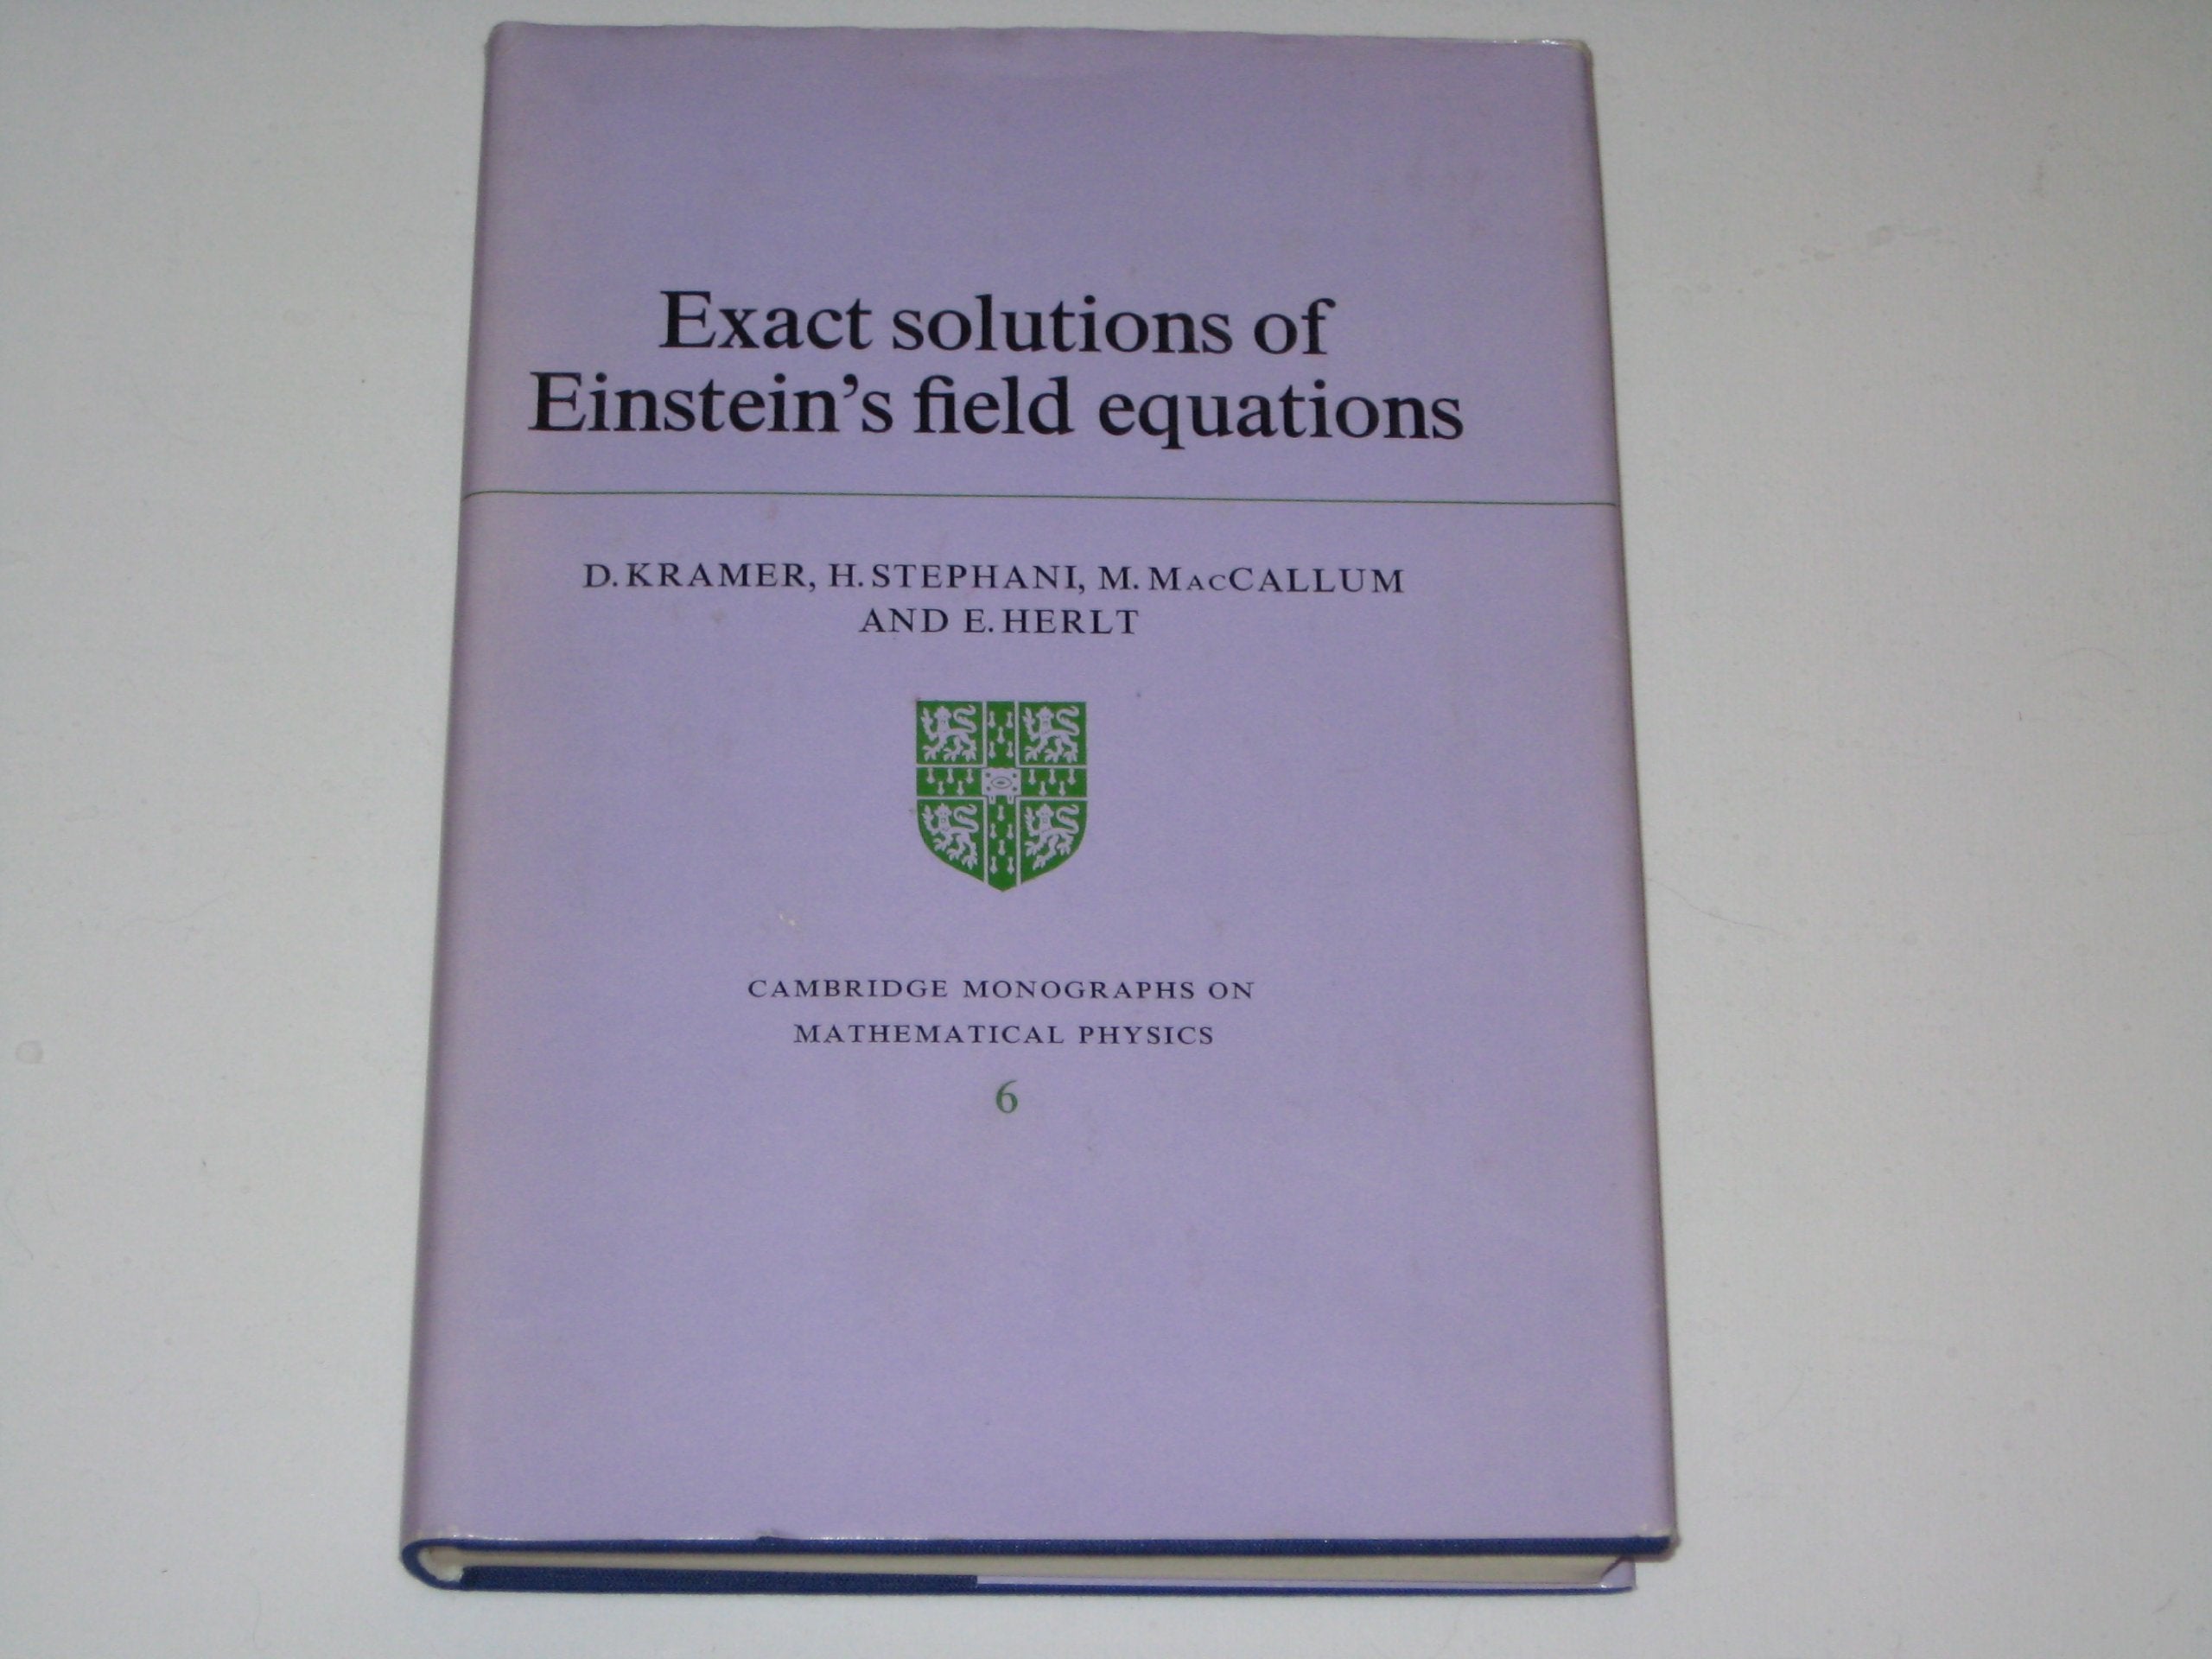 Exact solutions of
Einstein’s field equations
D. KRAMER, H. STEPHANI, M. MacCALLUM
AND E. HERLT
CAMBRIDGE MONOGRAPHS ON
MATHEMATICAL PHYSICS
6